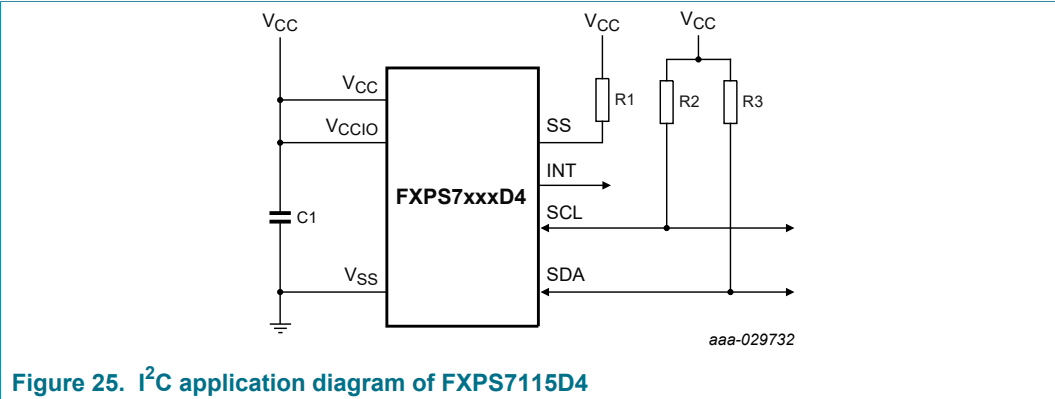 VCC
VCC
VCC
VCC
R1
R2
R3
VCCIO
SS
INT
FXPS7xxxD4
SCL
C1
VSS
SDA
aaa-029732
Figure 25. I2C application diagram of FXPS7115D4